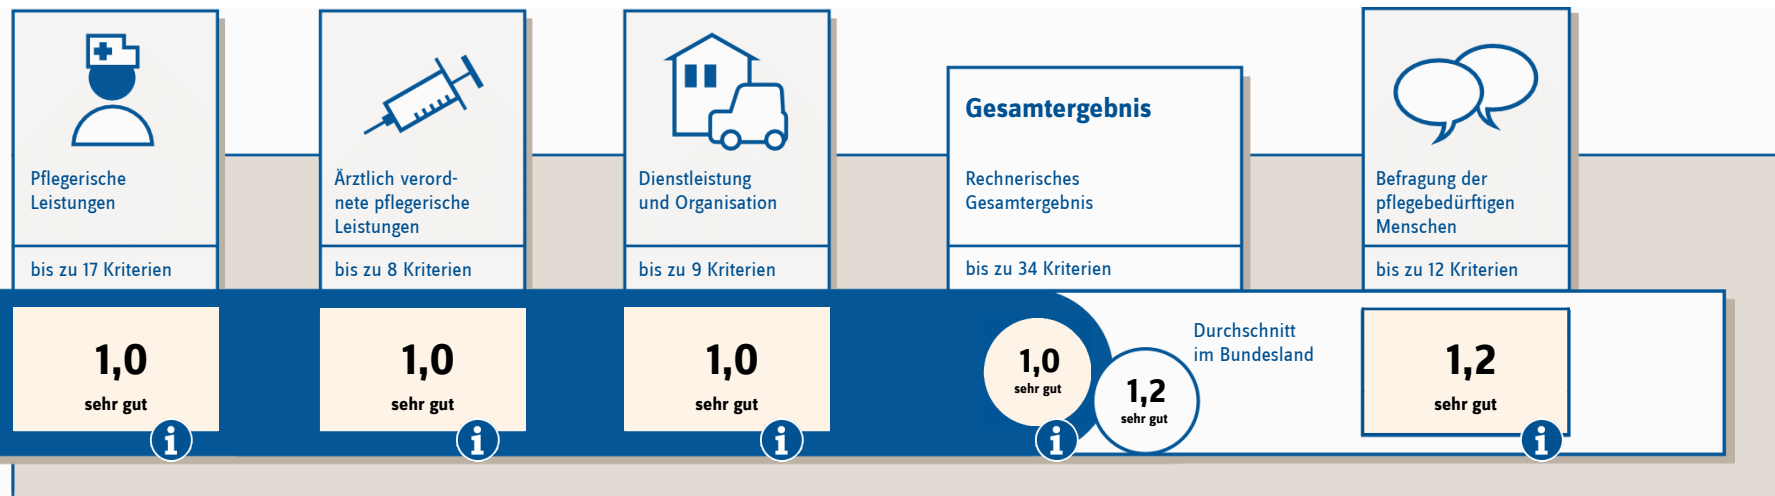 Pflegerische
Leistungen
bis zu 17 Kriterien
1,0
sehr gut
i
Ärztlich verord-
nete pflegerische
Leistungen
bis zu 8 Kriterien
1,0
sehr gut
i
Dienstleistung
und Organisation
bis zu 9 Kriterien
1,0
sehr gut
i
Gesamtergebnis
Rechnerisches
Gesamtergebnis
bis zu 34 Kriterien
1,0
sehr gut
i
1,2
sehr gut
Durchschnitt
im Bundesland
Befragung der
pflegebedürftigen
Menschen
bis zu 12 Kriterien
1,2
sehr gut
i